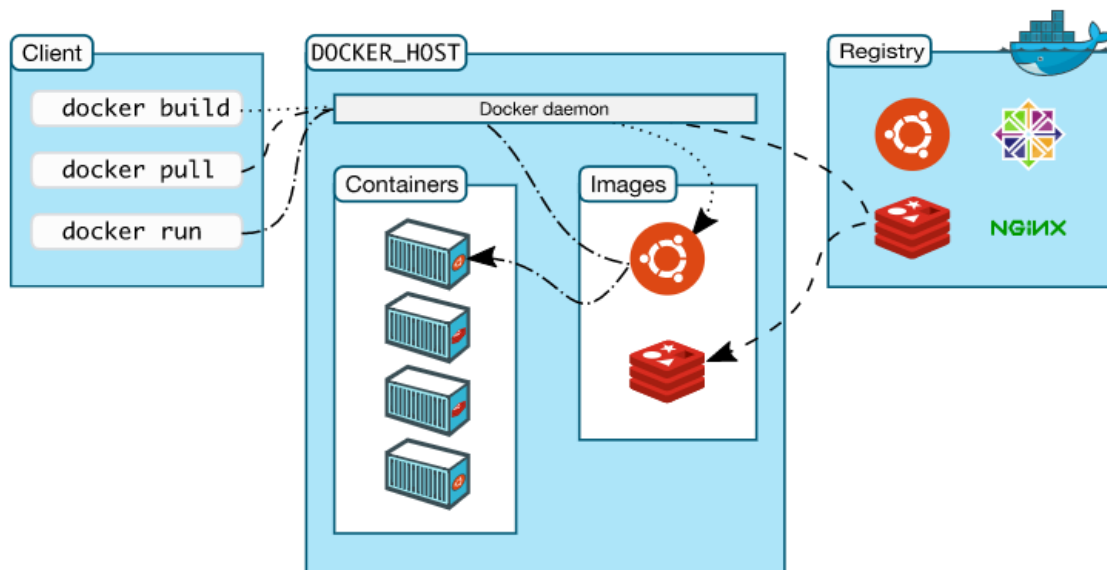 Client
docker build
docker pull
docker run
DOCKER_HOST
Docker daemon
Containers
Images
Registry
NGiNX